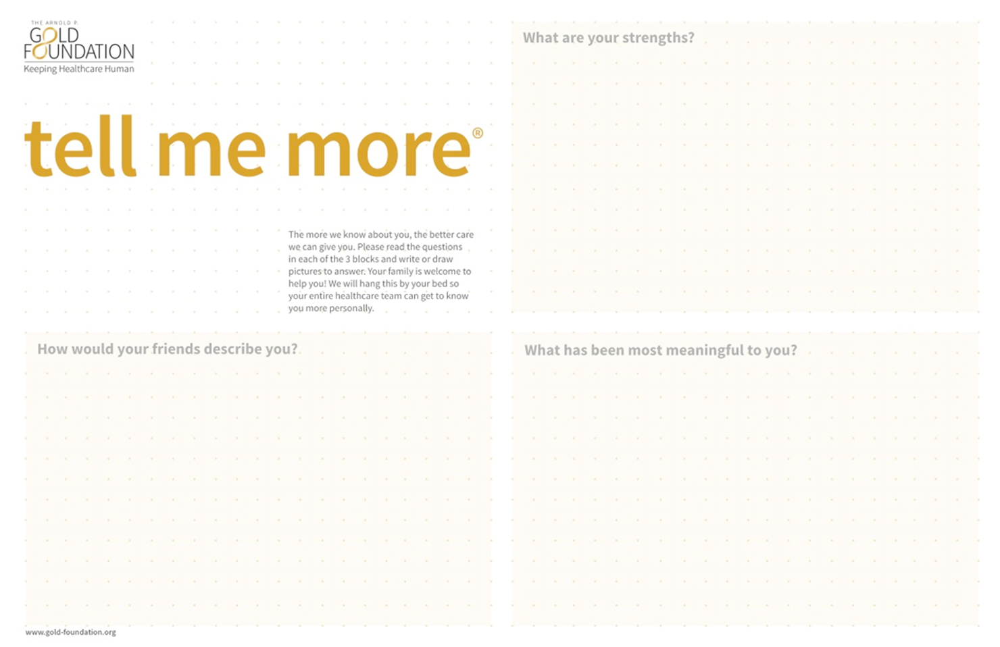 THE ARNOLD P.
GOLD
FOUNDATION
Keeping Healthcare Human
tell me more®
The more we know about you, the better care
we can give you. Please read the questions
in each of the 3 blocks and write or draw
pictures to answer. Your family is welcome to
help you! We will hang this by your bed so
your entire healthcare team can get to know
you more personally.
What are your strengths?
How would your friends describe you?
What has been most meaningful to you?
www.gold-foundation.org